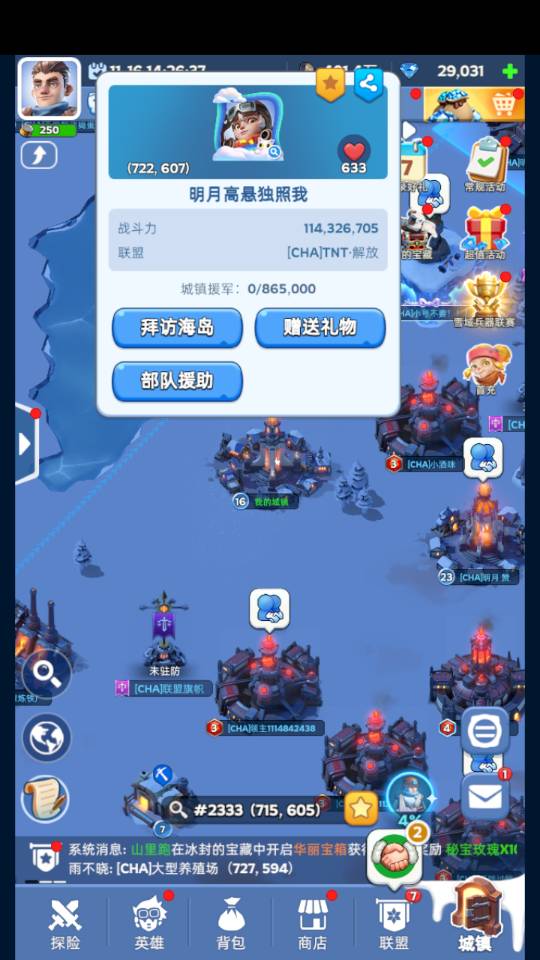 29,031
250
(722, 607)
633
明月高悬独照我
战斗力 114,326,705
联盟 [CHA]TNT·解放
城镇援军：0/865,000
拜访海岛
赠送礼物
部队援助
常规活动
的宝藏
超值活动
雪域兵器联赛
首充
3 [CHA]小酒味
16 我的城镇
23 [CHA]明月 赞
未驻防
[CHA]联盟旗帜
3 [CHA]领主1114842438
4
7
#2333 (715, 605)
4%
1
2
系统消息: 山里跑在冰封的宝藏中开启华丽宝箱获得 秘宝玫瑰X10
雨不晓: [CHA]大型养殖场（727, 594）
7
探险
英雄
背包
商店
联盟
城镇